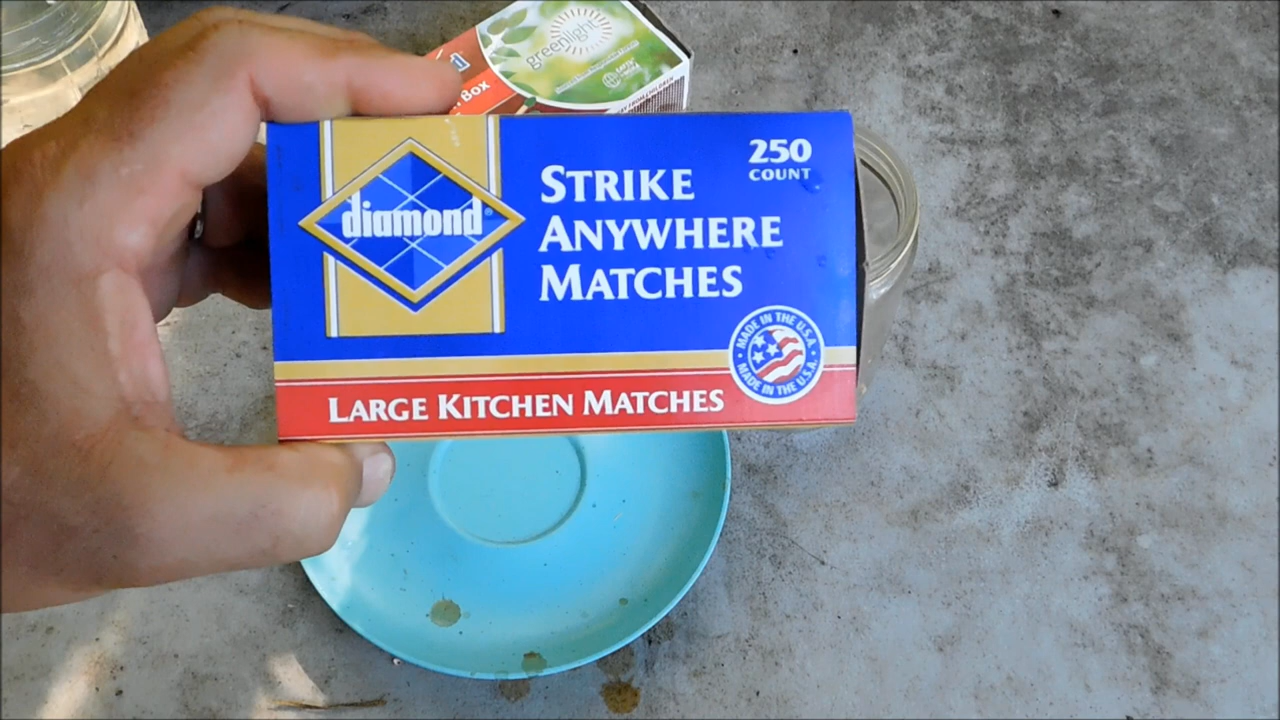 greenlight
Box
diamond®
250
COUNT
STRIKE
ANYWHERE
MATCHES
MADE IN THE U.S.A.
MADE IN THE U.S.A.
LARGE KITCHEN MATCHES